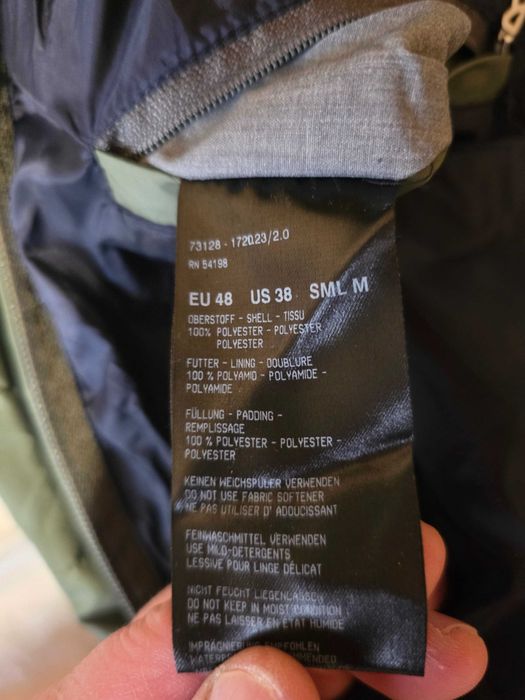 73128 - 1720.23/2.0
RN 54198
EU 48 US 38 SML M
OBERSTOFF - SHELL - TISSU
100% POLYESTER - POLYESTER
POLYESTER
FUTTER - LINING - DOUBLURE
100 % POLYAMID - POLYAMIDE -
POLYAMIDE
FÜLLUNG - PADDING -
REMPLISSAGE
100 % POLYESTER - POLYESTER -
POLYESTER
KEINEN WEICHSPÜLER VERWENDEN
DO NOT USE FABRIC SOFTENER
NE PAS UTILISER D' ADOUCISSANT
FEINWASCHMITTEL VERWENDEN
USE MILD-DETERGENTS
LESSIVE POUR LINGE DÉLICAT
NICHT FEUCHT LIEGENLASSEN
DO NOT KEEP IN MOIST CONDITION
NE PAS LAISSER EN ÉTAT HUMIDE
IMPRÄGNIERUNG EMPFOHLEN